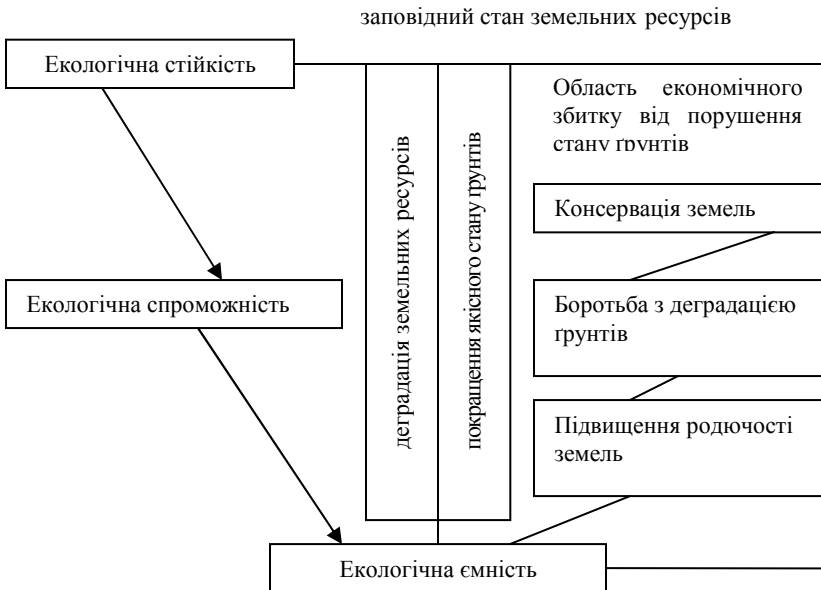 заповідний стан земельних ресурсів
Екологічна стійкість
Область економічного
збитку від порушення
стану ґрунтів
деградація земельних ресурсів
покращення якісного стану ґрунтів
Консервація земель
Екологічна спроможність
Боротьба з деградацією
ґрунтів
Підвищення родючості
земель
Екологічна ємність